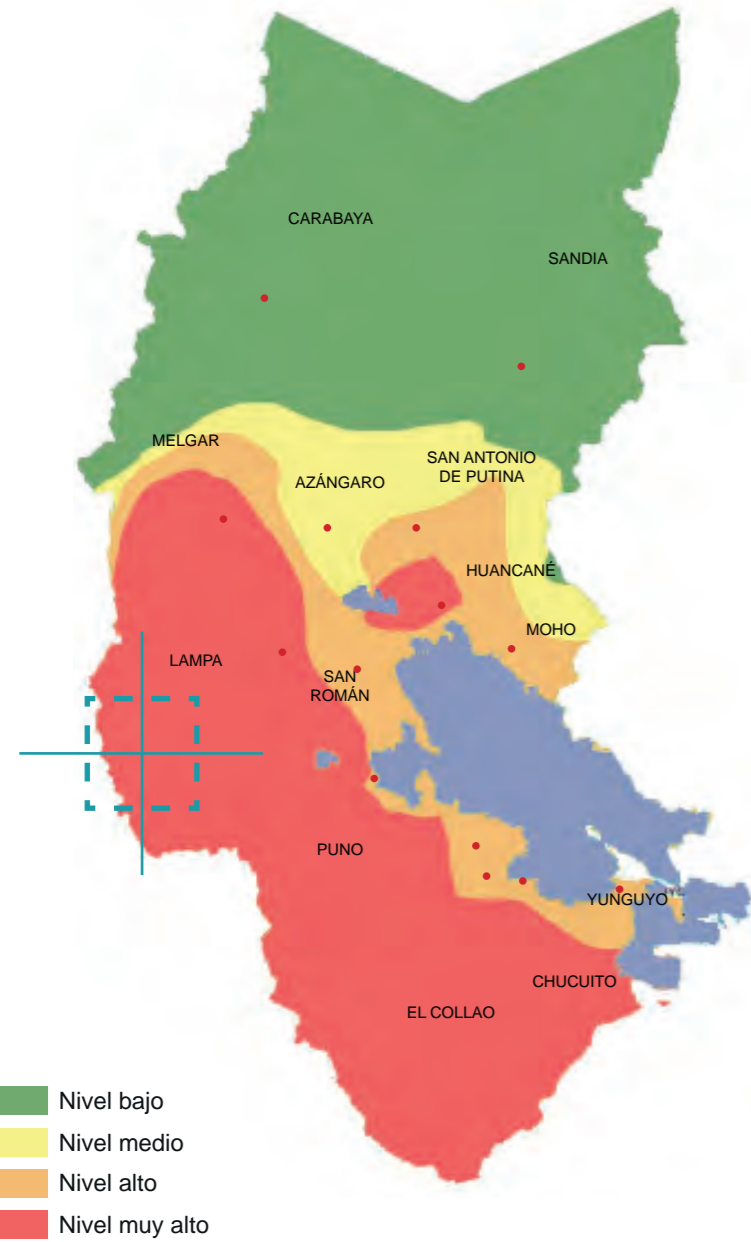 CARABAYA
SANDIA
MELGAR
SAN ANTONIO
DE PUTINA
AZÁNGARO
HUANCANÉ
MOHO
LAMPA
SAN
ROMÁN
PUNO
YUNGUYO
CHUCUITO
EL COLLAO
Nivel bajo
Nivel medio
Nivel alto
Nivel muy alto